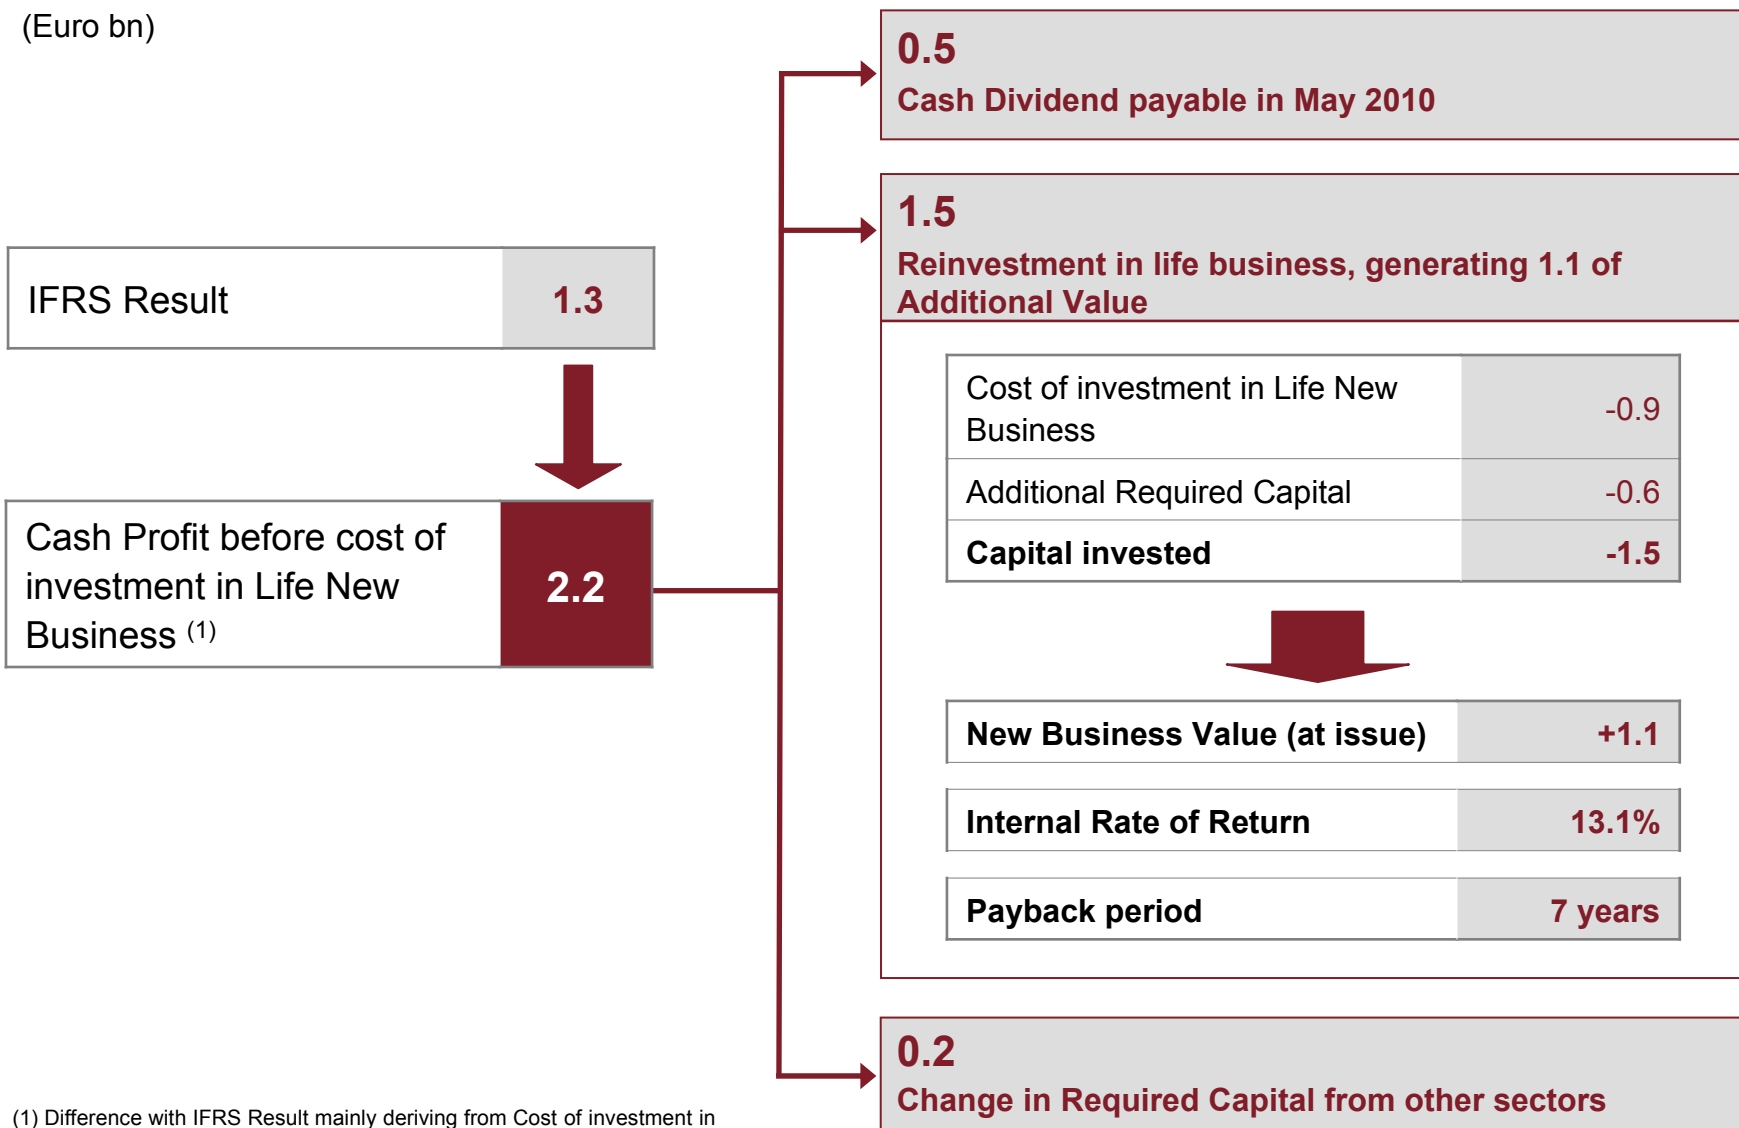 (Euro bn)
IFRS Result 1.3
Cash Profit before cost of
investment in Life New
Business (1)
2.2
0.5
Cash Dividend payable in May 2010
1.5
Reinvestment in life business, generating 1.1 of
Additional Value
Cost of investment in Life New
Business
-0.9
Additional Required Capital -0.6
Capital invested -1.5
New Business Value (at issue) +1.1
Internal Rate of Return 13.1%
Payback period 7 years
0.2
Change in Required Capital from other sectors
(1) Difference with IFRS Result mainly deriving from Cost of investment in